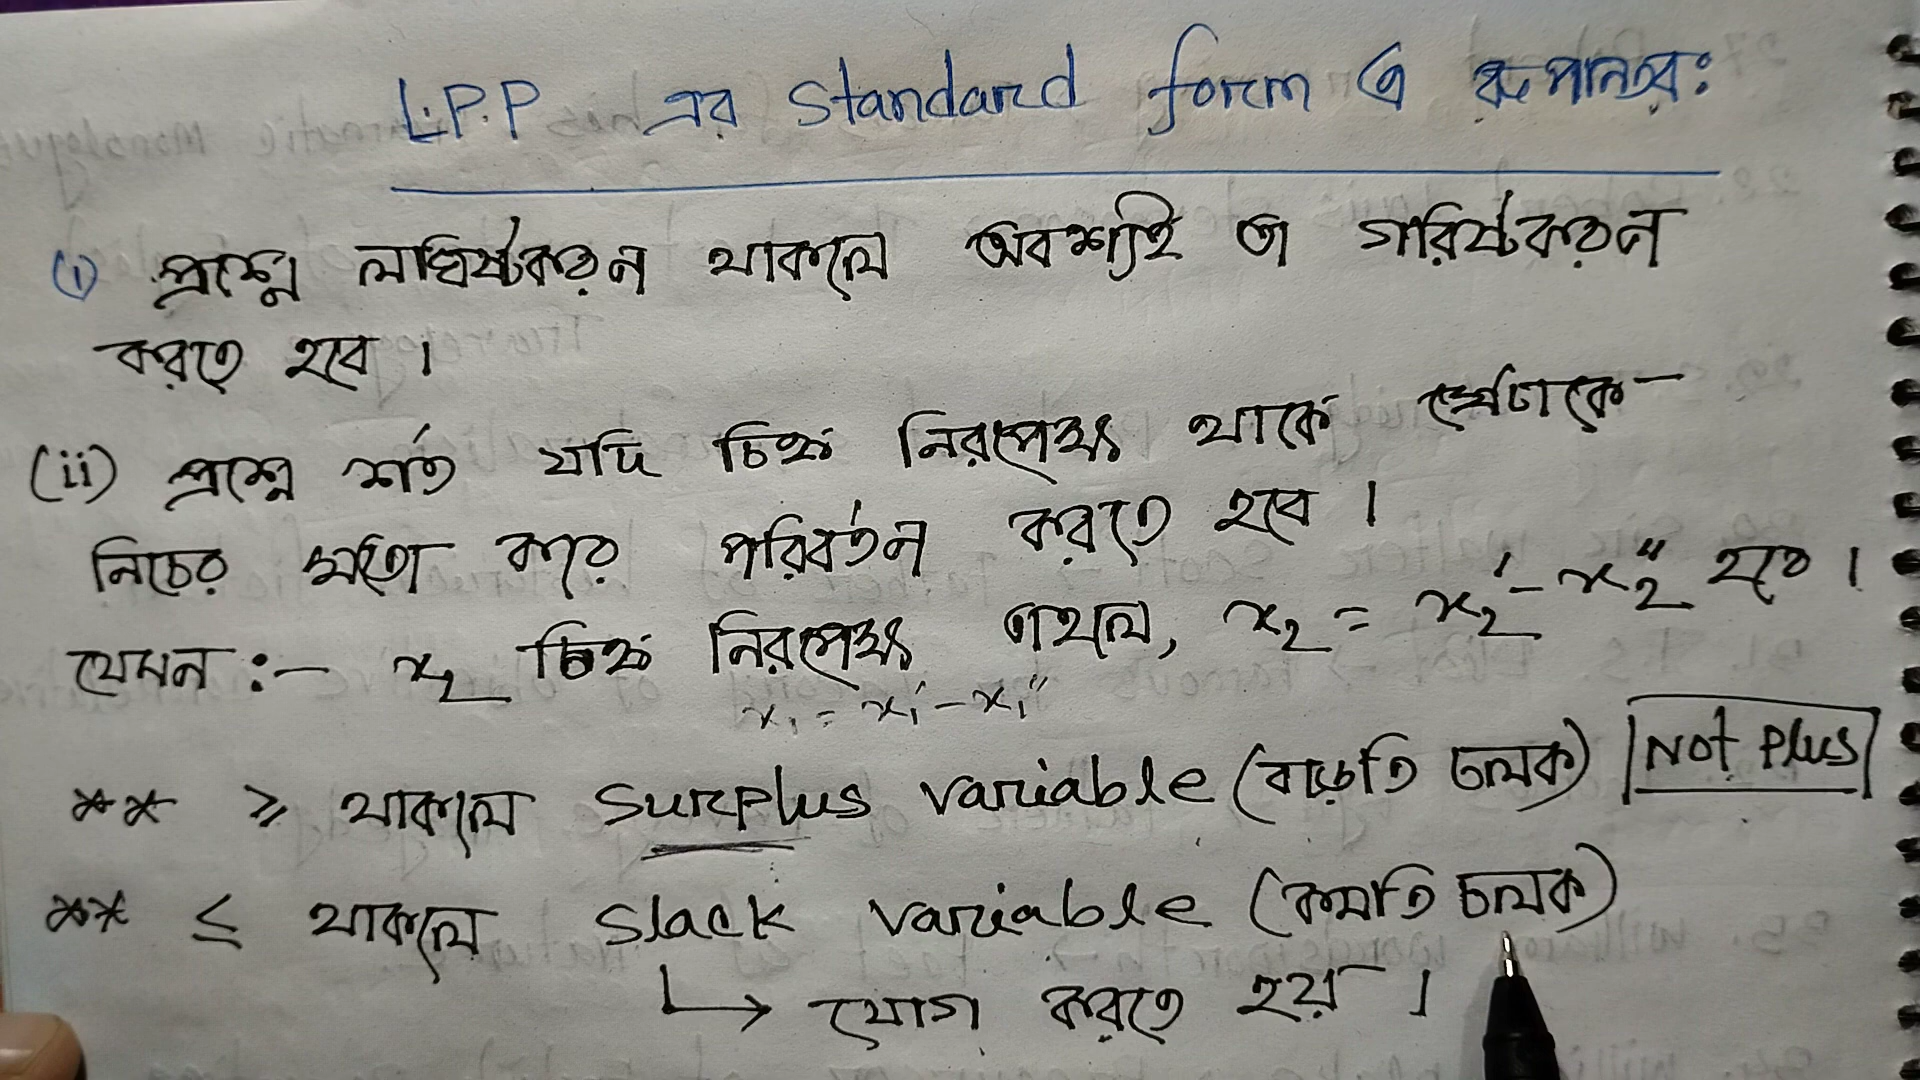 L.P.P এর Standard form এ রূপান্তর:
(i) প্রশ্নে লঘিষ্টকরন থাকলে অবশ্যই তা গরিষ্টকরন
করতে হবে ।
(ii) প্রশ্নে শর্ত যদি চিহ্ন নিরপেক্ষ থাকে সেটাকে
নিচের মতো করে পরিবর্তন করতে হবে ।
যেমন :- x₂ চিহ্ন নিরপেক্ষ তাহলে, x₂ = x₂' - x₂" হবে ।
x₁ = x₁' - x₁"
** ≥ থাকলে Surplus variable (বাড়তি চলক) Not Plus
** ≤ থাকলে Slack variable (কমতি চলক)
↳ যোগ করতে হয় ।